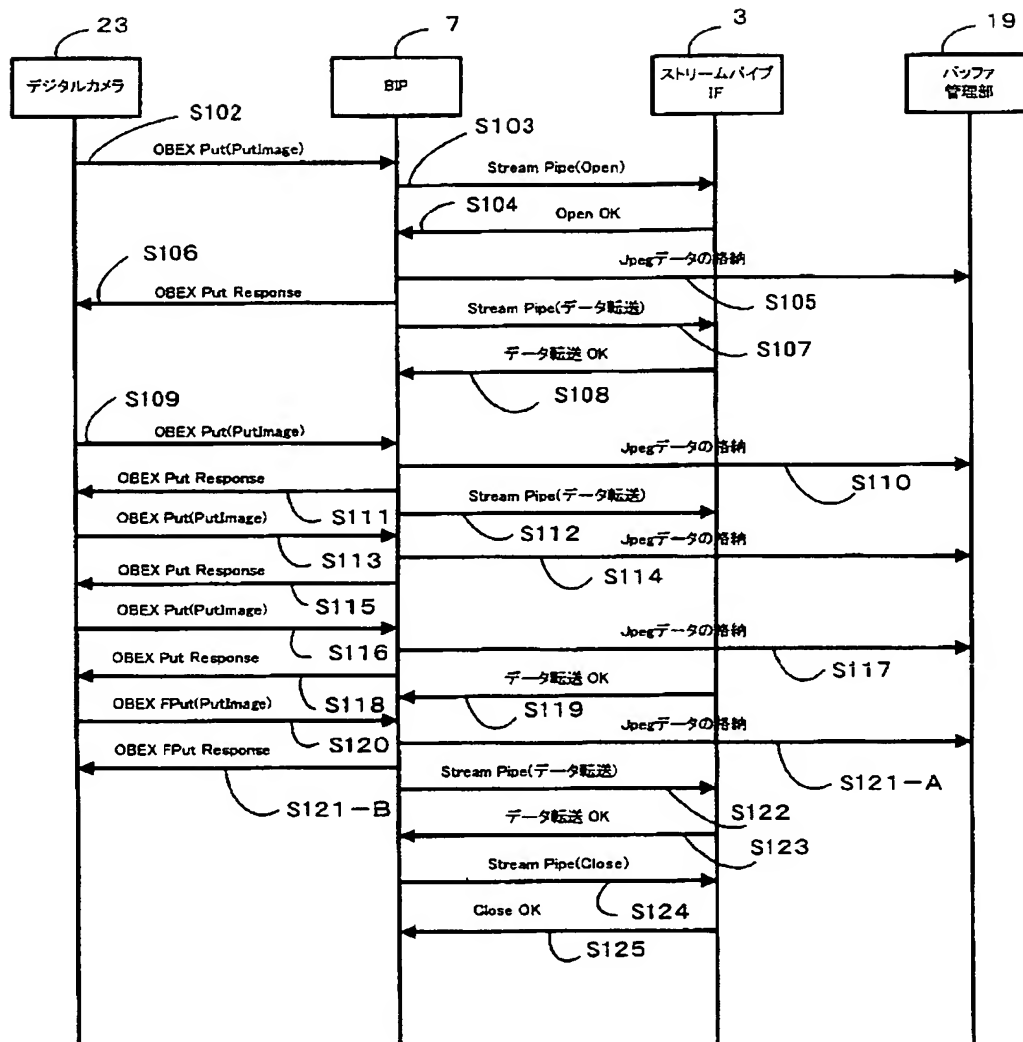 23
7
3
19
デジタルカメラ
BIP
ストリームパイプ
IF
バッファ
管理部
S102
OBEX Put(PutImage)
S103
Stream Pipe(Open)
S104
Open OK
S106
Jpegデータの格納
OBEX Put Response
S105
Stream Pipe(データ転送)
S107
データ転送 OK
S108
S109
OBEX Put(PutImage)
Jpegデータの格納
S110
OBEX Put Response
Stream Pipe(データ転送)
S111
S112
OBEX Put(PutImage)
Jpegデータの格納
S113
S114
OBEX Put Response
S115
OBEX Put(PutImage)
Jpegデータの格納
S116
S117
OBEX Put Response
データ転送 OK
S118
S119
OBEX FPut(PutImage)
Jpegデータの格納
S120
OBEX FPut Response
S121-A
Stream Pipe(データ転送)
S121-B
S122
データ転送 OK
S123
Stream Pipe(Close)
S124
Close OK
S125